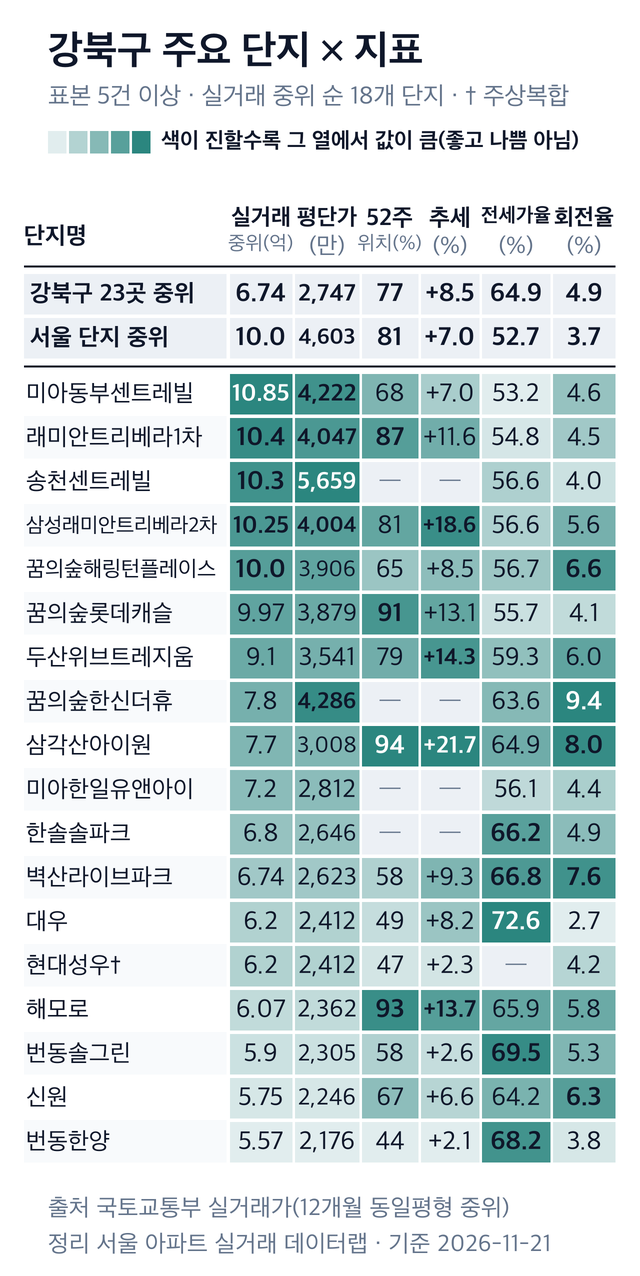 강북구 주요 단지 × 지표
표본 5건 이상 · 실거래 중위 순 18개 단지 · † 주상복합
색이 진할수록 그 열에서 값이 큼(좋고 나쁨 아님)
단지명 실거래 중위(억) 평단가 (만) 52주 위치(%) 추세 (%) 전세가율 (%) 회전율 (%)
강북구 23곳 중위 6.74 2,747 77 +8.5 64.9 4.9
서울 단지 중위 10.0 4,603 81 +7.0 52.7 3.7
미아동부센트레빌 10.85 4,222 68 +7.0 53.2 4.6
래미안트리베라1차 10.4 4,047 87 +11.6 54.8 4.5
송천센트레빌 10.3 5,659 — — 56.6 4.0
삼성래미안트리베라2차 10.25 4,004 81 +18.6 56.6 5.6
꿈의숲해링턴플레이스 10.0 3,906 65 +8.5 56.7 6.6
꿈의숲롯데캐슬 9.97 3,879 91 +13.1 55.7 4.1
두산위브트레지움 9.1 3,541 79 +14.3 59.3 6.0
꿈의숲한신더휴 7.8 4,286 — — 63.6 9.4
삼각산아이원 7.7 3,008 94 +21.7 64.9 8.0
미아한일유앤아이 7.2 2,812 — — 56.1 4.4
한솔솔파크 6.8 2,646 — — 66.2 4.9
벽산라이브파크 6.74 2,623 58 +9.3 66.8 7.6
대우 6.2 2,412 49 +8.2 72.6 2.7
현대성우† 6.2 2,412 47 +2.3 — 4.2
해모로 6.07 2,362 93 +13.7 65.9 5.8
번동솔그린 5.9 2,305 58 +2.6 69.5 5.3
신원 5.75 2,246 67 +6.6 64.2 6.3
번동한양 5.57 2,176 44 +2.1 68.2 3.8
출처 국토교통부 실거래가(12개월 동일평형 중위)
정리 서울 아파트 실거래 데이터랩 · 기준 2026-11-21